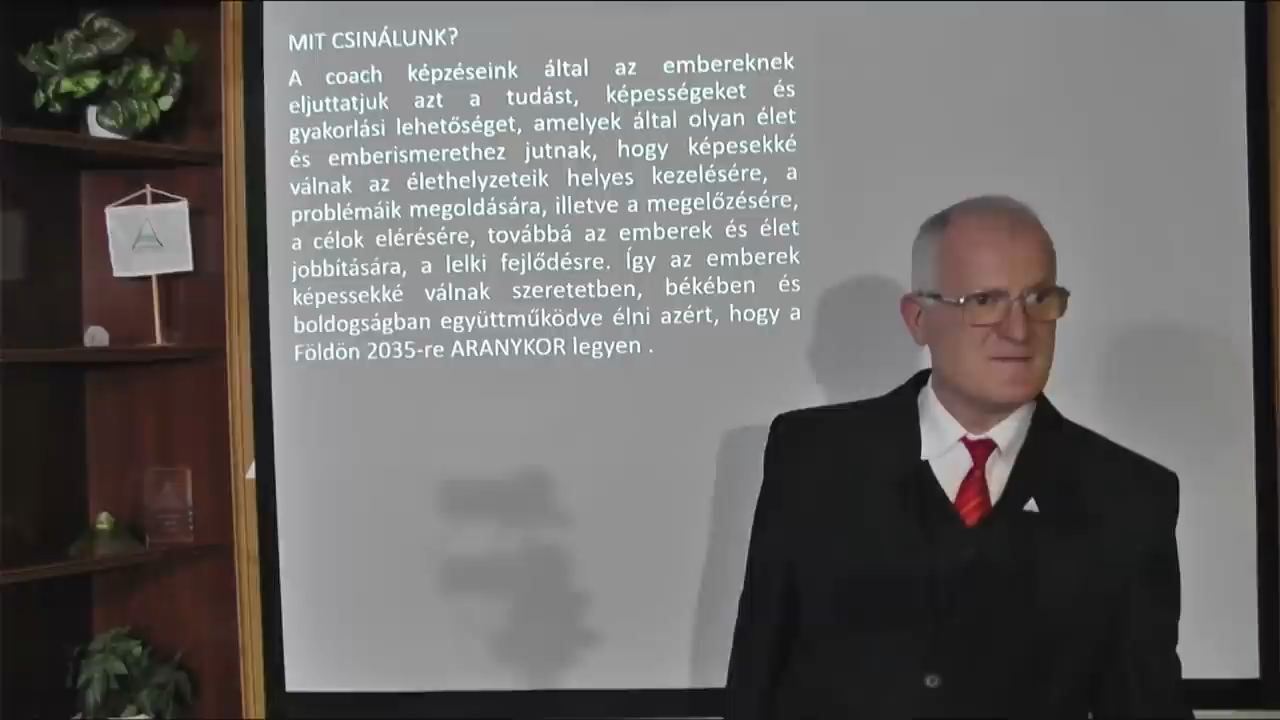 MIT CSINÁLUNK?
A coach képzéseink által az embereknek
eljuttatjuk azt a tudást, képességeket és
gyakorlási lehetőséget, amelyek által olyan élet
és emberismerethez jutnak, hogy képesekké
válnak az élethelyzeteik helyes kezelésére, a
problémáik megoldására, illetve a megelőzésére,
a célok elérésére, továbbá az emberek és élet
jobbítására, a lelki fejlődésre. Így az emberek
képessekké válnak szeretetben, békében és
boldogságban együttműködve élni azért, hogy a
Földön 2035-re ARANYKOR legyen .